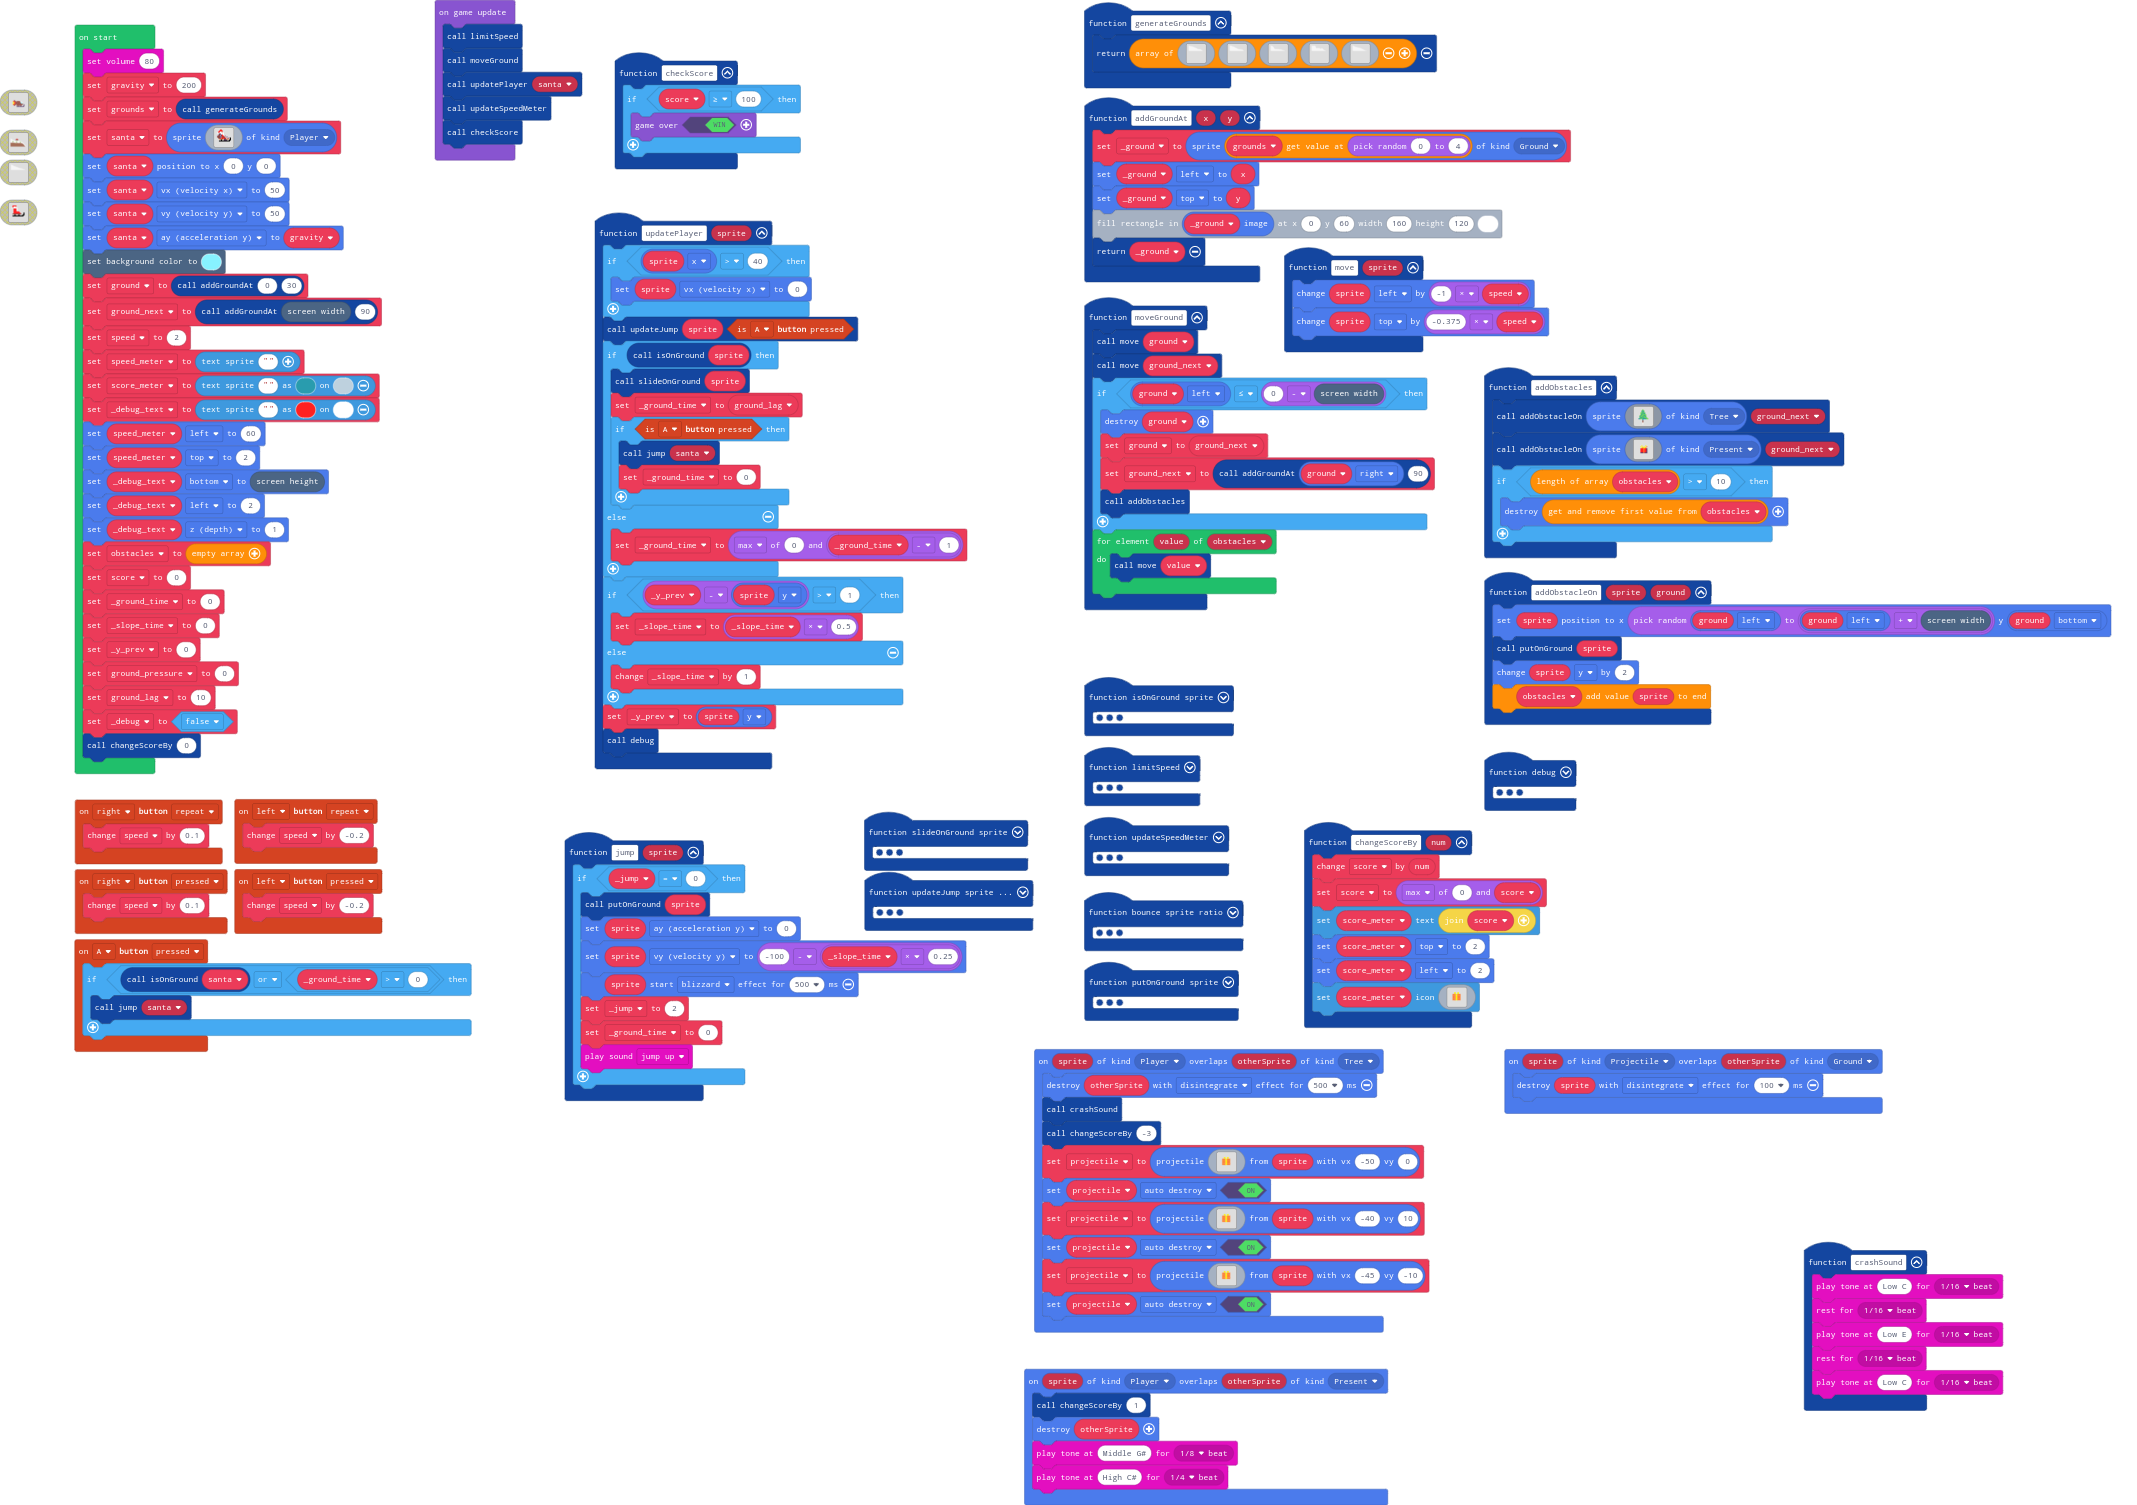 on start
set volume 80
set gravity to 200
set grounds to call generateGrounds
set santa to sprite of kind Player
set santa position to x 0 y 0
set santa vx (velocity x) to 50
set santa vy (velocity y) to 50
set santa ay (acceleration y) to gravity
set background color to
set ground to call addGroundAt 0 30
set ground_next to call addGroundAt screen width 90
set speed to 2
set speed_meter to text sprite ""
set score_meter to text sprite "" as on
set _debug_text to text sprite "" as on
set speed_meter left to 60
set speed_meter top to 2
set _debug_text bottom to screen height
set _debug_text left to 2
set _debug_text z (depth) to 1
set obstacles to empty array
set score to 0
set _ground_time to 0
set _slope_time to 0
set _y_prev to 0
set ground_pressure to 0
set ground_lag to 10
set _debug to false
call changeScoreBy 0
on right button repeat
change speed by 0.1
on left button repeat
change speed by -0.2
on right button pressed
change speed by 0.1
on left button pressed
change speed by -0.2
on A button pressed
if call isOnGround santa or _ground_time > 0 then
call jump santa
on game update
call limitSpeed
call moveGround
call updatePlayer santa
call updateSpeedMeter
call checkScore
function checkScore
if score ≥ 100 then
game over WIN
function updatePlayer sprite
if sprite x > 40 then
set sprite vx (velocity x) to 0
call updateJump sprite is A button pressed
if call isOnGround sprite then
call slideOnGround sprite
set _ground_time to ground_lag
if is A button pressed then
call jump santa
set _ground_time to 0
else
set _ground_time to max of 0 and _ground_time - 1
if _y_prev - sprite y > 1 then
set _slope_time to _slope_time × 0.5
else
change _slope_time by 1
set _y_prev to sprite y
call debug
function jump sprite
if _jump = 0 then
call putOnGround sprite
set sprite ay (acceleration y) to 0
set sprite vy (velocity y) to -100 - _slope_time × 0.25
sprite start blizzard effect for 500 ms
set _jump to 2
set _ground_time to 0
play sound jump up
function slideOnGround sprite
function updateJump sprite ...
function generateGrounds
return array of
function addGroundAt x y
set _ground to sprite grounds get value at pick random 0 to 4 of kind Ground
set _ground left to x
set _ground top to y
fill rectangle in _ground image at x 0 y 60 width 160 height 120
return _ground
function move sprite
change sprite left by -1 × speed
change sprite top by -0.375 × speed
function moveGround
call move ground
call move ground_next
if ground left ≤ 0 - screen width then
destroy ground
set ground to ground_next
set ground_next to call addGroundAt ground right 90
call addObstacles
for element value of obstacles
do call move value
function addObstacles
call addObstacleOn sprite of kind Tree ground_next
call addObstacleOn sprite of kind Present ground_next
if length of array obstacles > 10 then
destroy get and remove first value from obstacles
function addObstacleOn sprite ground
set sprite position to x pick random ground left to ground left + screen width y ground bottom
call putOnGround sprite
change sprite y by 2
obstacles add value sprite to end
function isOnGround sprite
function limitSpeed
function updateSpeedMeter
function bounce sprite ratio
function putOnGround sprite
function debug
function changeScoreBy num
change score by num
set score to max of 0 and score
set score_meter text join score
set score_meter top to 2
set score_meter left to 2
set score_meter icon
on sprite of kind Player overlaps otherSprite of kind Tree
destroy otherSprite with disintegrate effect for 500 ms
call crashSound
call changeScoreBy -3
set projectile to projectile from sprite with vx -50 vy 0
set projectile auto destroy ON
set projectile to projectile from sprite with vx -40 vy 10
set projectile auto destroy ON
set projectile to projectile from sprite with vx -45 vy -10
set projectile auto destroy ON
on sprite of kind Projectile overlaps otherSprite of kind Ground
destroy sprite with disintegrate effect for 100 ms
function crashSound
play tone at Low C for 1/16 beat
rest for 1/16 beat
play tone at Low E for 1/16 beat
rest for 1/16 beat
play tone at Low C for 1/16 beat
on sprite of kind Player overlaps otherSprite of kind Present
call changeScoreBy 1
destroy otherSprite
play tone at Middle G# for 1/8 beat
play tone at High C# for 1/4 beat